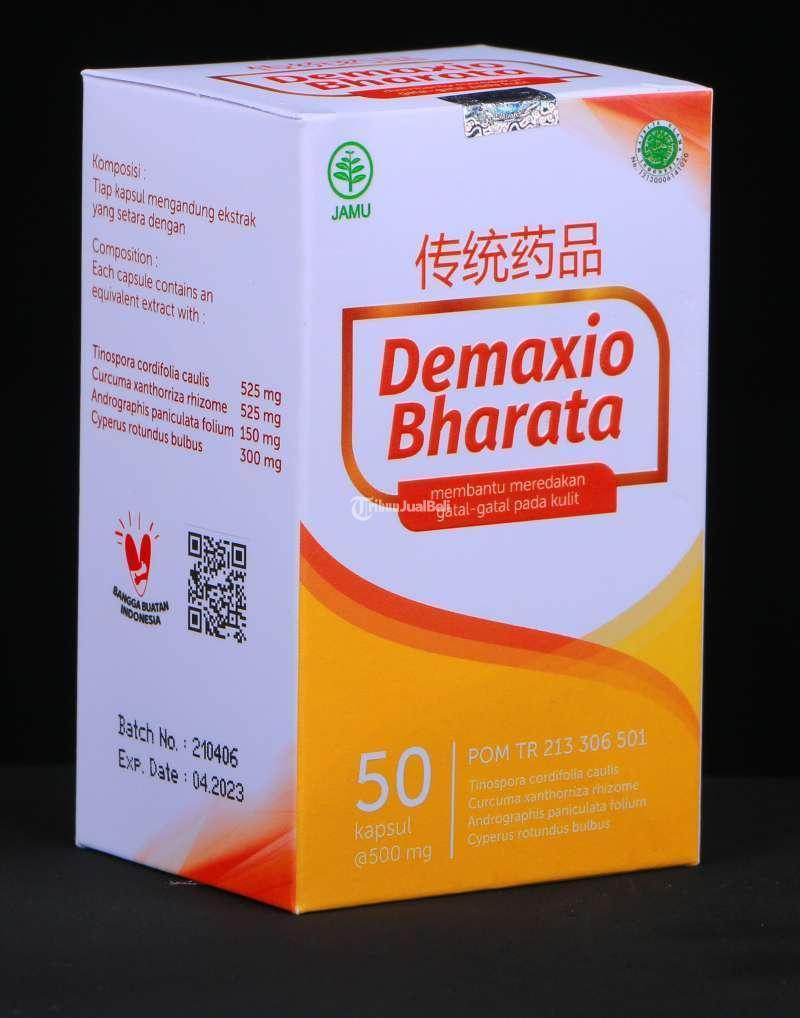 Demaxio
Bharata
Komposisi :
Tiap kapsul mengandung ekstrak
yang setara dengan
Composition :
Each capsule contains an
equivalent extract with :
Tinospora cordifolia caulis 525 mg
Curcuma xanthorriza rhizome 525 mg
Andrographis paniculata folium 150 mg
Cyperus rotundus bulbus 300 mg
BANGGA BUATAN
INDONESIA
Batch No. : 210406
Exp. Date : 04.2023
JAMU
传统药品
Demaxio
Bharata
membantu meredakan
gatal-gatal pada kulit
TribunJualBeli
50
kapsul
@500 mg
POM TR 213 306 501
Tinospora cordifolia caulis
Curcuma xanthorriza rhizome
Andrographis paniculata folium
Cyperus rotundus bulbus